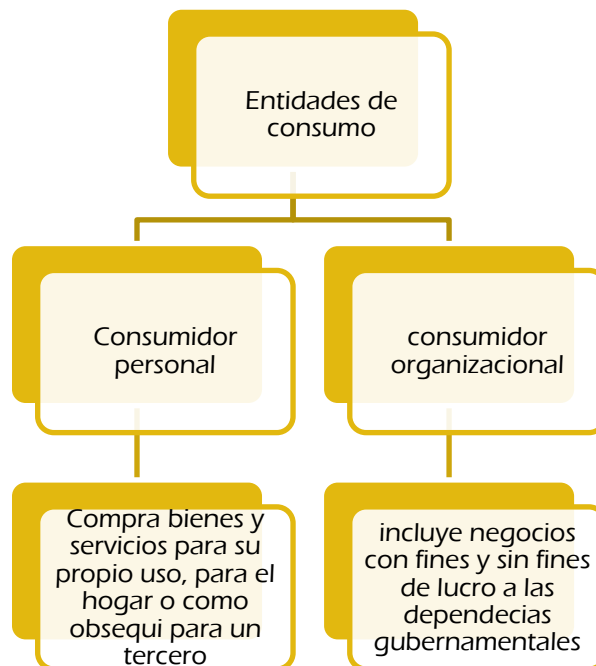 Entidades de
consumo
Consumidor
personal
consumidor
organizacional
Compra bienes y
servicios para su
propio uso, para el
hogar o como
obsequi para un
tercero
incluye negocios
con fines y sin fines
de lucro a las
dependecias
gubernamentales